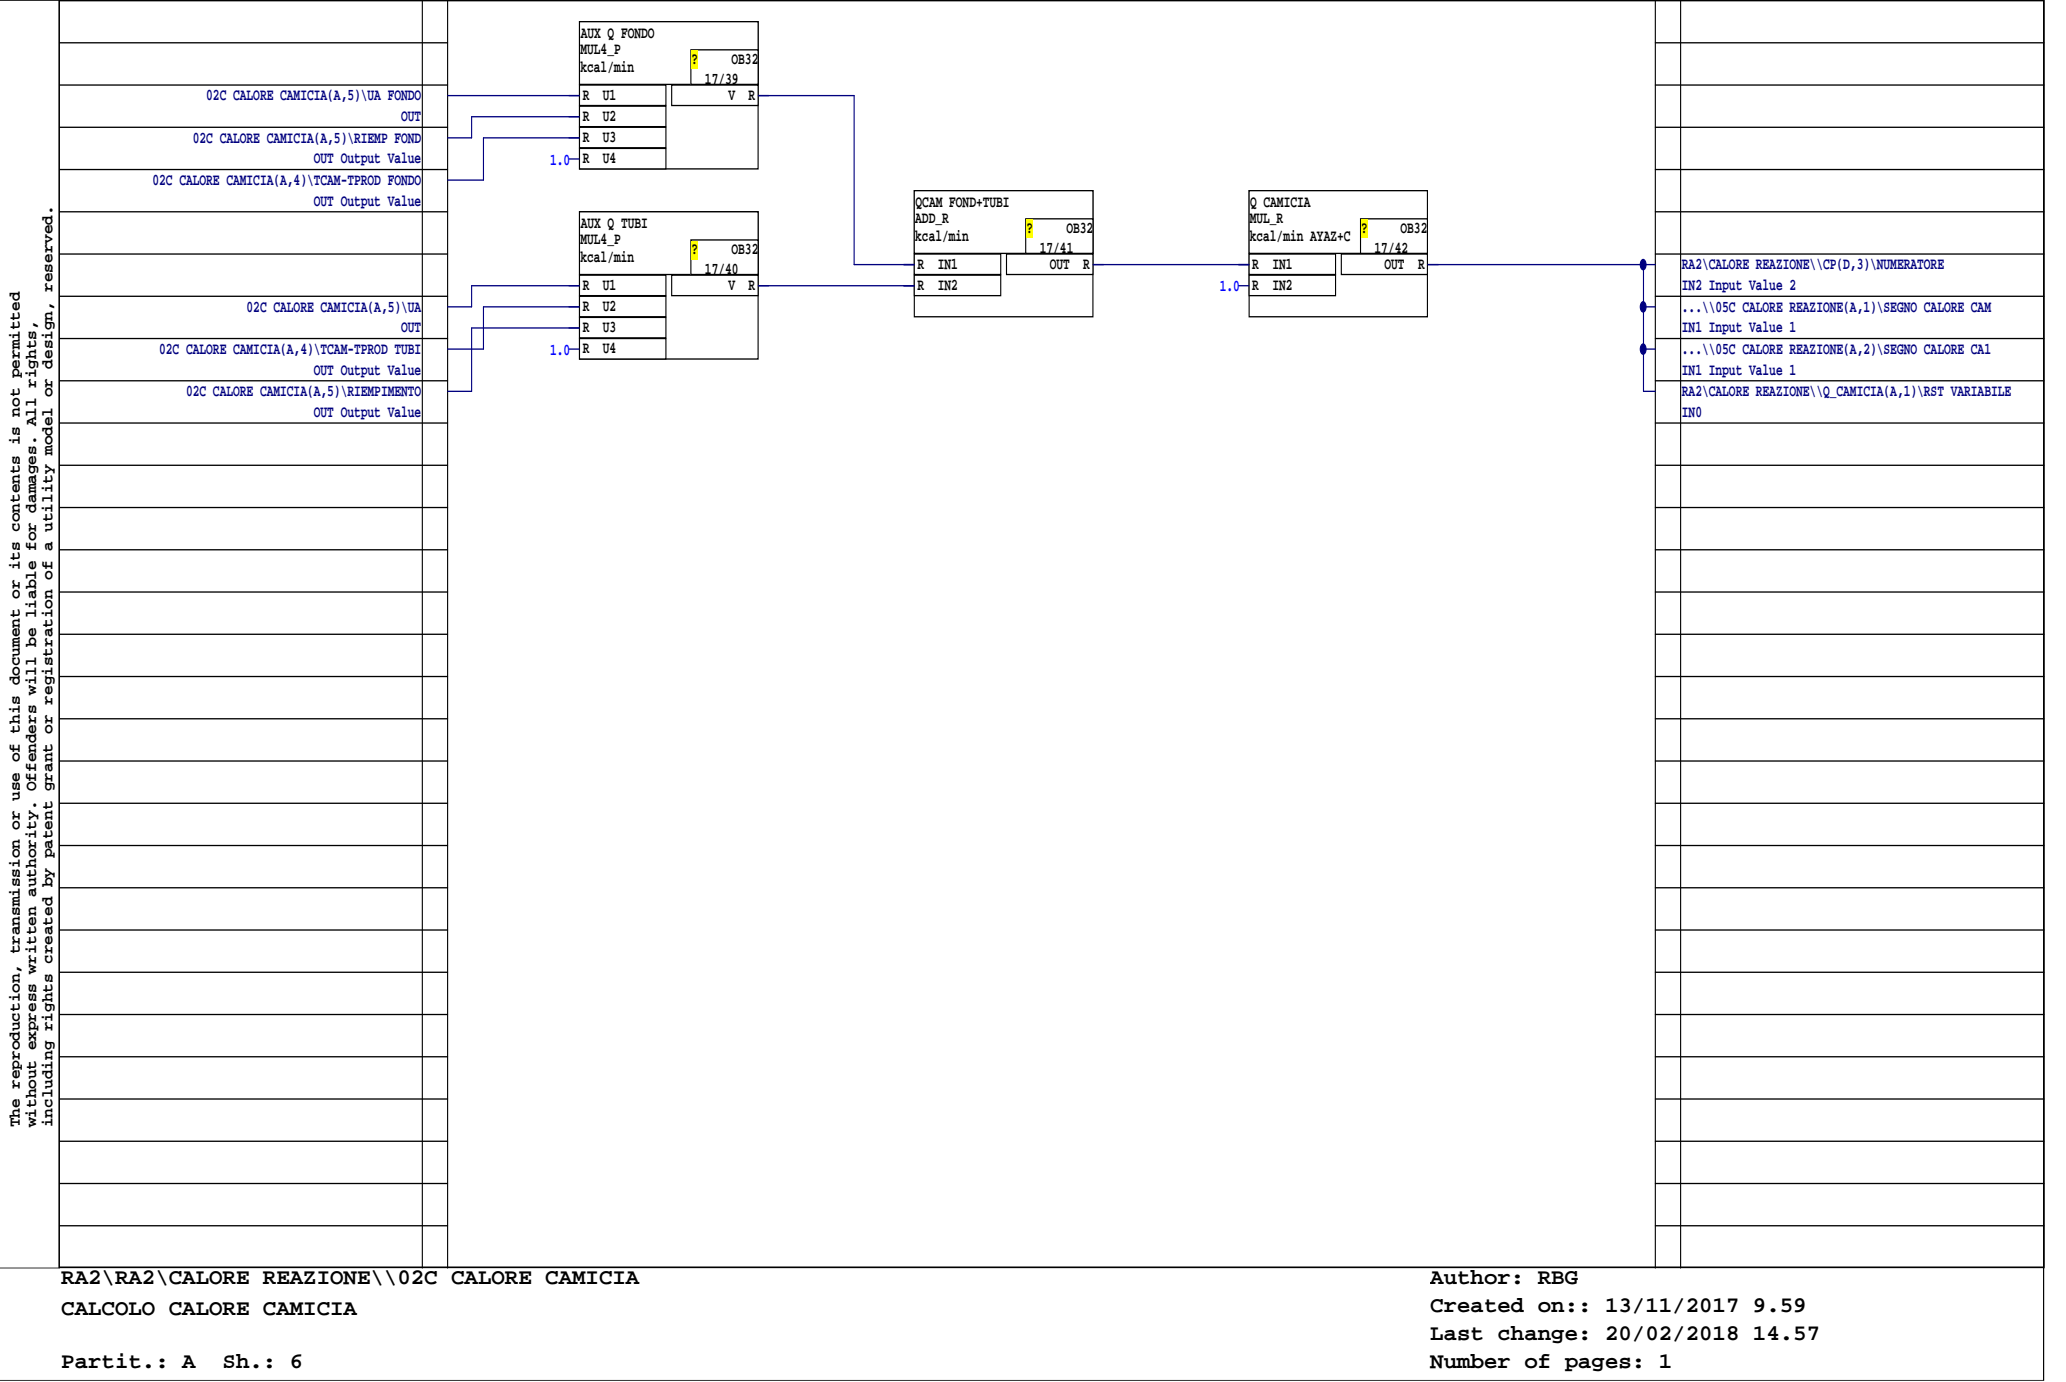 The reproduction, transmission or use of this document or its contents is not permitted
without express written authority. Offenders will be liable for damages. All rights,
including rights created by patent grant or registration of a utility model or design, reserved.
02C CALORE CAMICIA(A,5)\UA FONDO
OUT
02C CALORE CAMICIA(A,5)\RIEMP FOND
OUT Output Value
02C CALORE CAMICIA(A,4)\TCAM-TPROD FONDO
OUT Output Value
02C CALORE CAMICIA(A,5)\UA
OUT
02C CALORE CAMICIA(A,4)\TCAM-TPROD TUBI
OUT Output Value
02C CALORE CAMICIA(A,5)\RIEMPIMENTO
OUT Output Value
AUX Q FONDO
MUL4_P
kcal/min
? OB32
17/39
R U1 V R
R U2
R U3
1.0 R U4
AUX Q TUBI
MUL4_P
kcal/min
? OB32
17/40
R U1 V R
R U2
R U3
1.0 R U4
QCAM FOND+TUBI
ADD_R
kcal/min
? OB32
17/41
R IN1 OUT R
R IN2
Q CAMICIA
MUL_R
kcal/min AYAZ+C
? OB32
17/42
R IN1 OUT R
1.0 R IN2
RA2\CALORE REAZIONE\\CP(D,3)\NUMERATORE
IN2 Input Value 2
...\\05C CALORE REAZIONE(A,1)\SEGNO CALORE CAM
IN1 Input Value 1
...\\05C CALORE REAZIONE(A,2)\SEGNO CALORE CA1
IN1 Input Value 1
RA2\CALORE REAZIONE\\Q_CAMICIA(A,1)\RST VARIABILE
IN0
RA2\RA2\CALORE REAZIONE\\02C CALORE CAMICIA
CALCOLO CALORE CAMICIA
Partit.: A Sh.: 6
Author: RBG
Created on:: 13/11/2017 9.59
Last change: 20/02/2018 14.57
Number of pages: 1